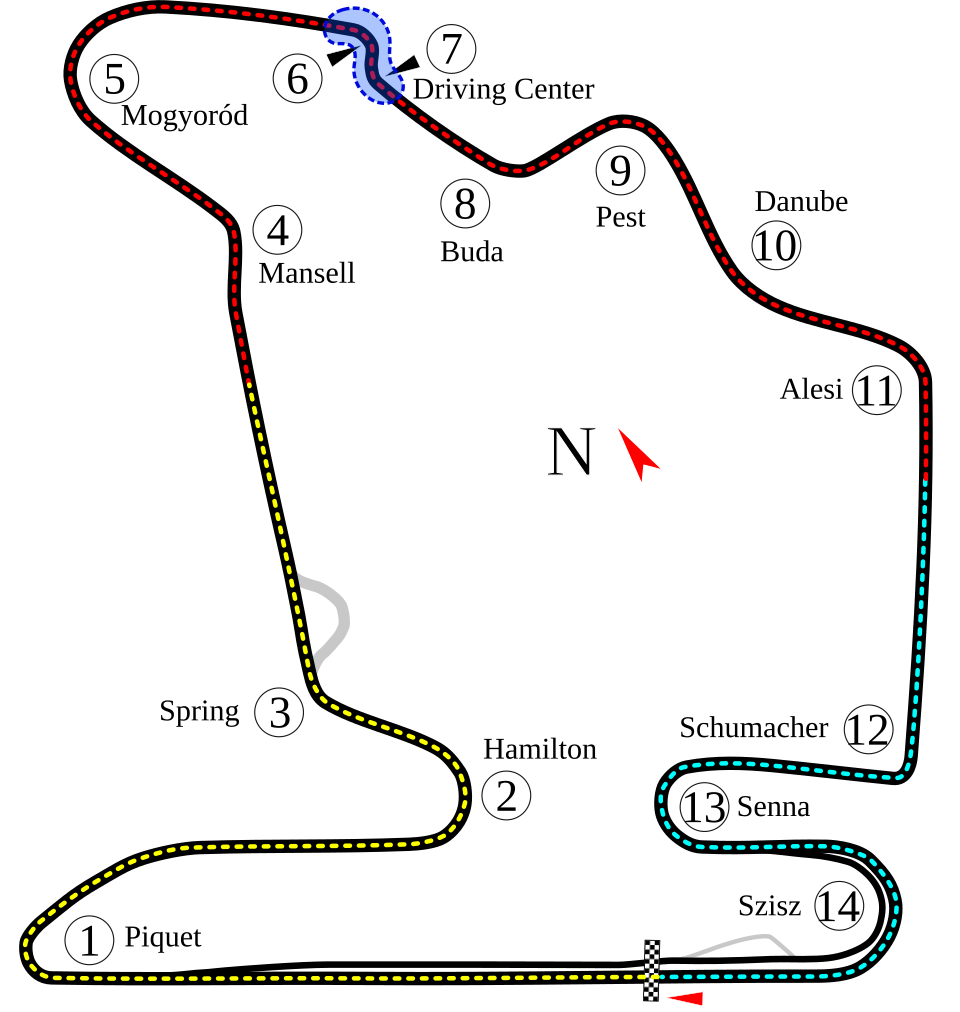 7
5
6
Driving Center
Mogyoród
9
8
Danube
Pest
4
10
Buda
Mansell
Alesi
11
N
Spring
3
Schumacher
12
Hamilton
2
13
Senna
Szisz
14
1
Piquet